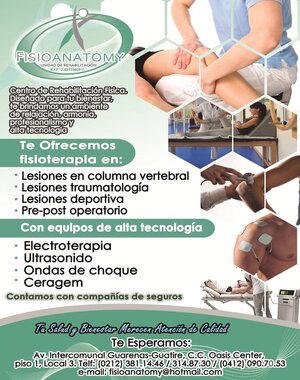 FISIOANATOMY
UNIDAD DE REHABILITACIÓN
Centro de Rehabilitación Física.
Diseñado para tu bienestar,
te brindamos un ambiente
de relajación, armonía,
profesionalismo y
alta tecnología
Te Ofrecemos
fisioterapia en:
• Lesiones en columna vertebral
• Lesiones traumatología
• Lesiones deportiva
• Pre-post operatorio
Con equipos de alta tecnología
• Electroterapia
• Ultrasonido
• Ondas de choque
• Ceragem
Contamos con compañías de seguros
Tu Salud y Bienestar Merecen Atención de Calidad
Te Esperamos:
Av. Intercomunal Guarenas-Guatire, C.C. Oasis Center,
piso 1, Local 3.Telf: (0212) 381.14.46 / 314.87.30 / (0412) 090.70.53
e-mail: fisioanatomy@hotmail.com